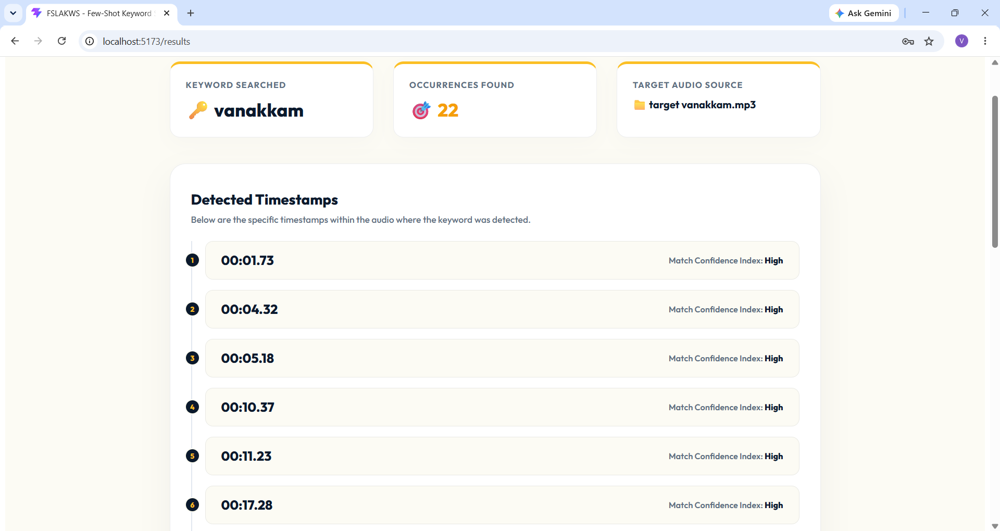 FSLAKWS - Few-Shot Keyword
Ask Gemini
localhost:5173/results
V
KEYWORD SEARCHED
vanakkam
OCCURRENCES FOUND
22
TARGET AUDIO SOURCE
target vanakkam.mp3
Detected Timestamps
Below are the specific timestamps within the audio where the keyword was detected.
1 00:01.73 Match Confidence Index: High
2 00:04.32 Match Confidence Index: High
3 00:05.18 Match Confidence Index: High
4 00:10.37 Match Confidence Index: High
5 00:11.23 Match Confidence Index: High
6 00:17.28 Match Confidence Index: High